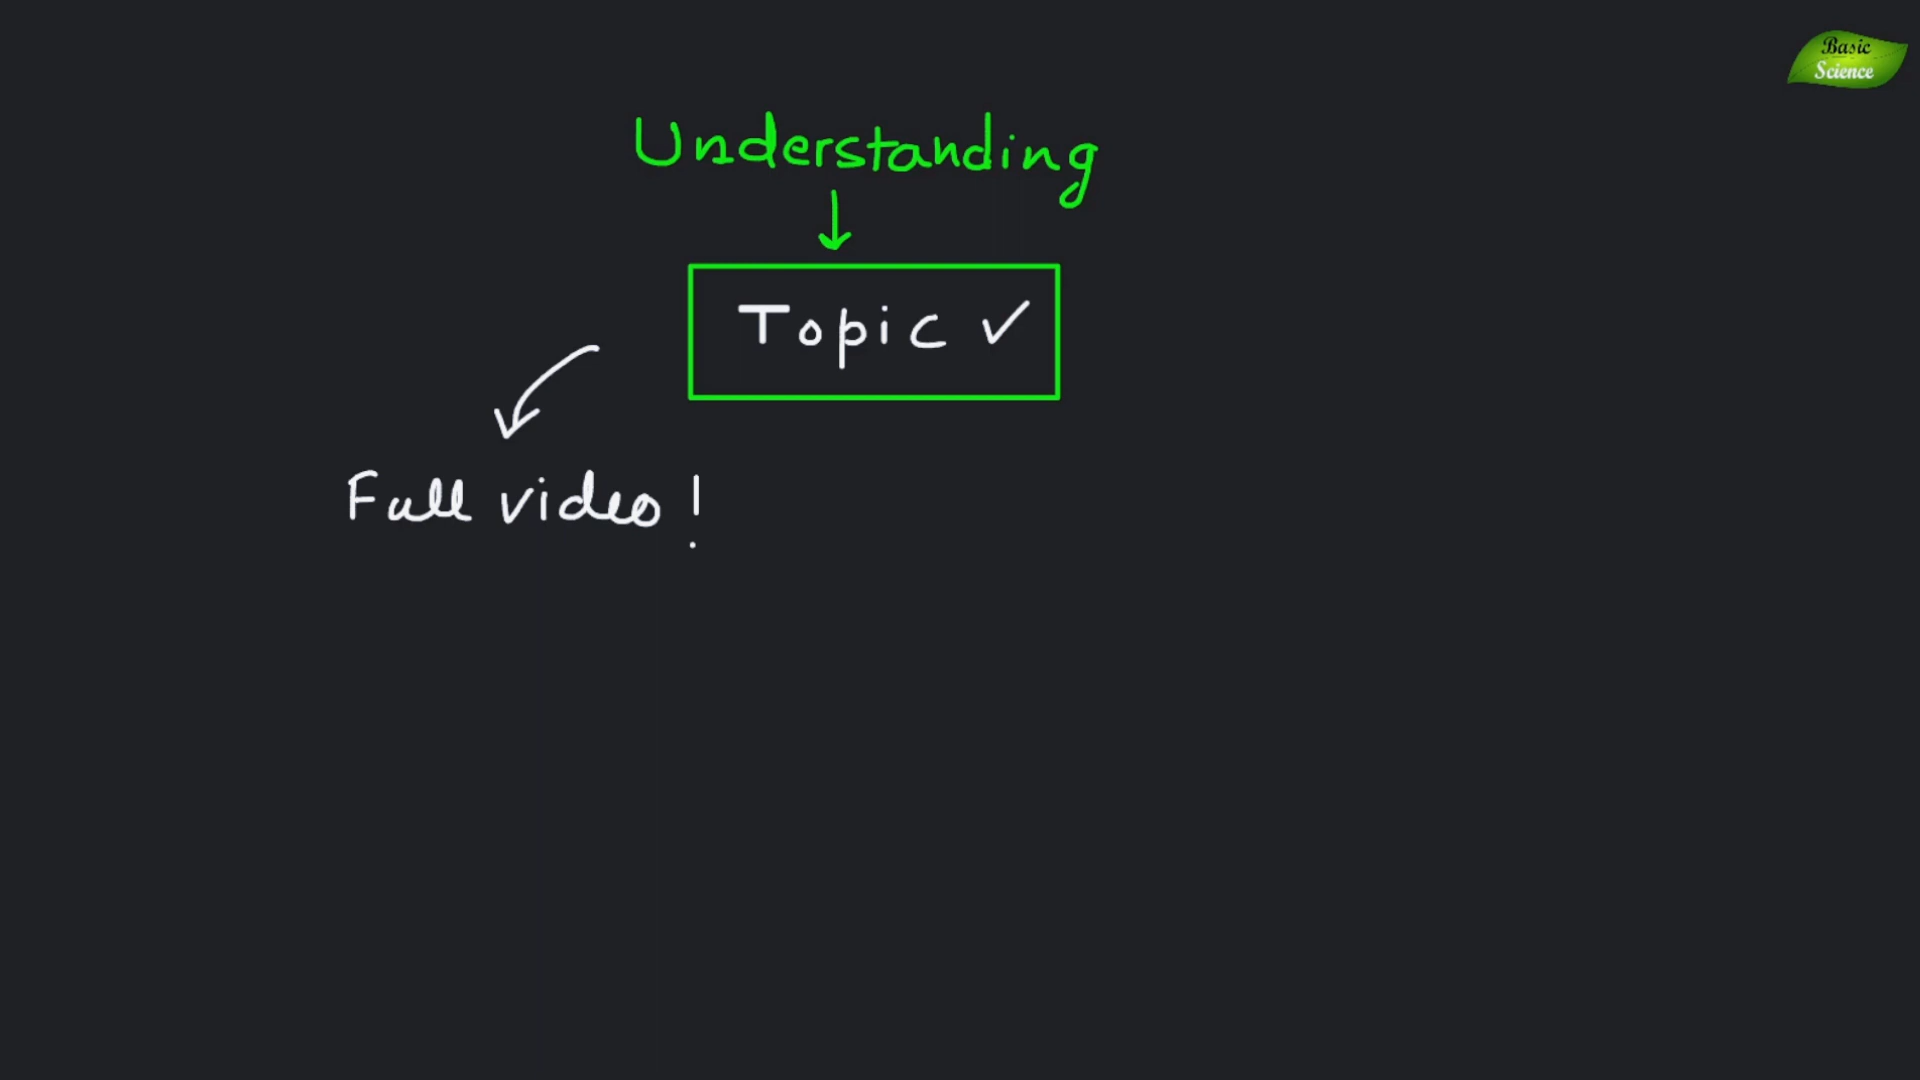 Basic
Science
Understanding
Topic ✓
Full video !